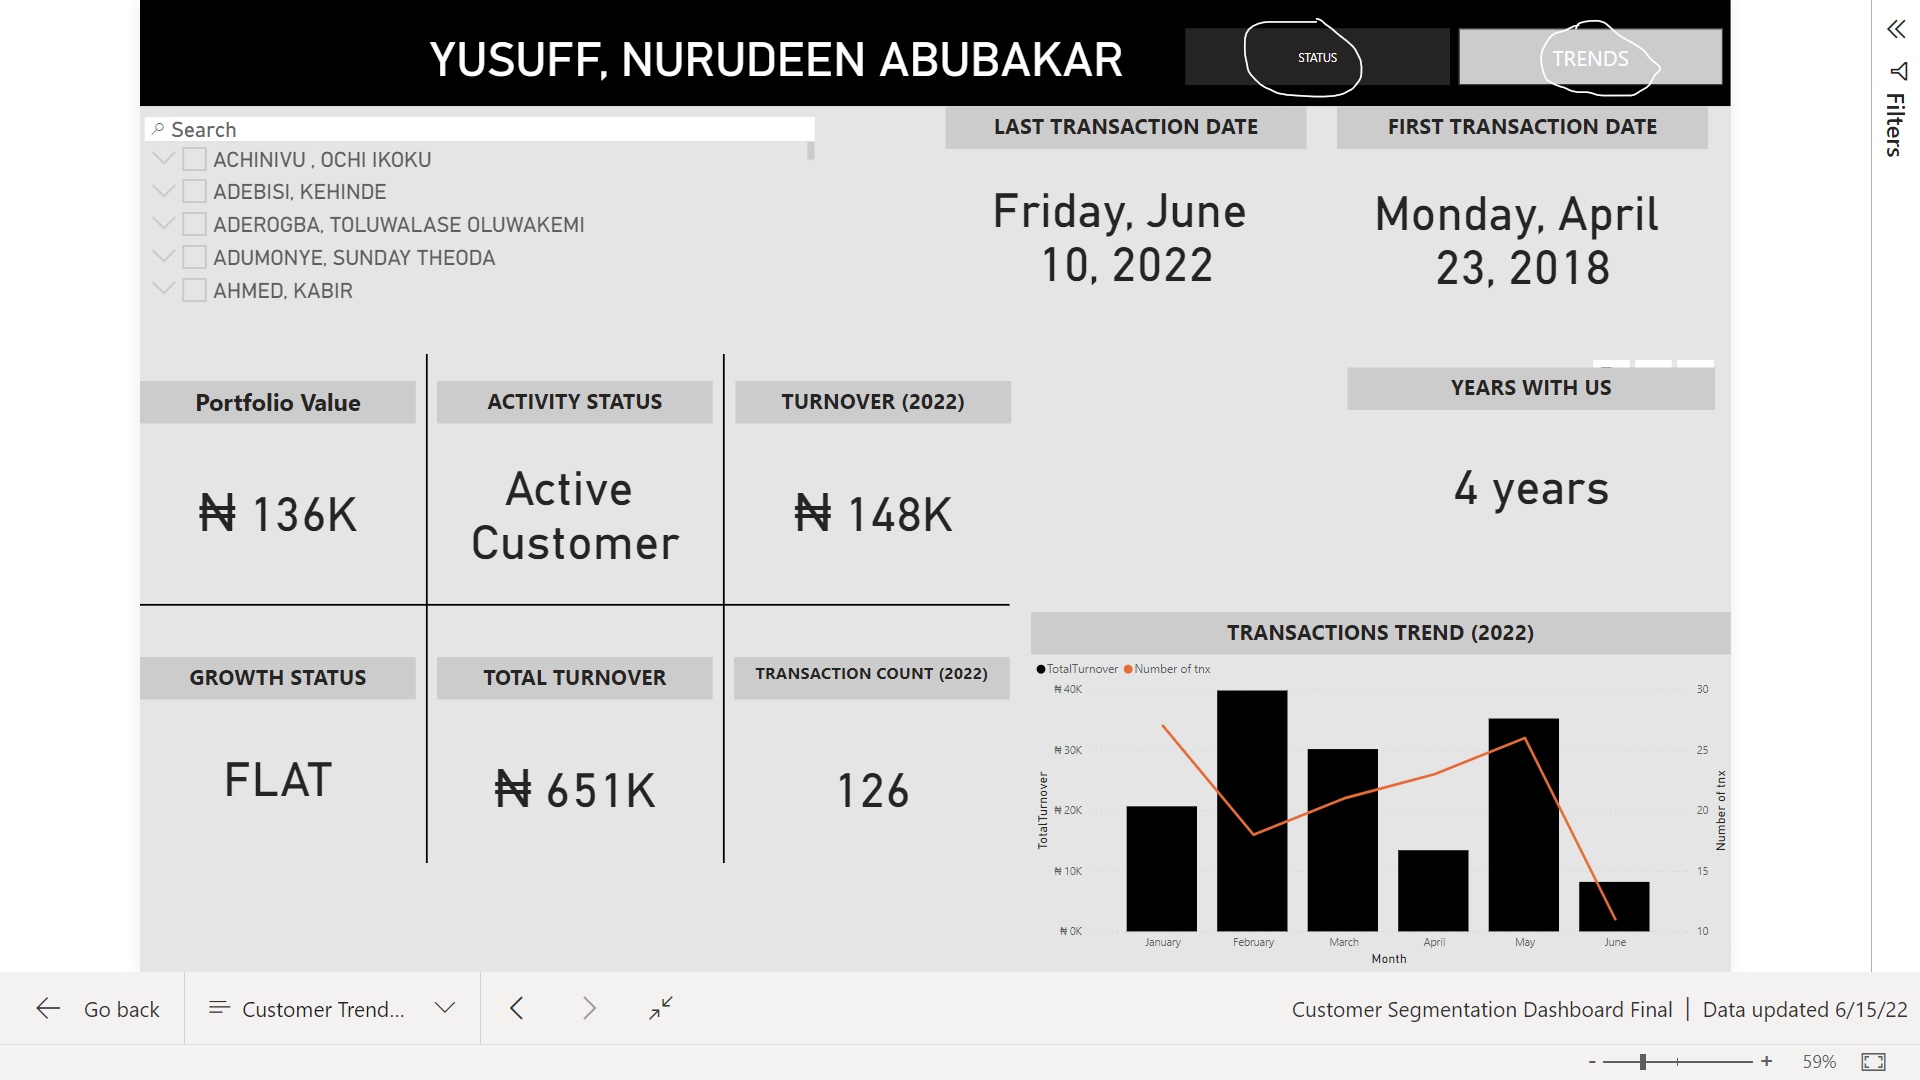 YUSUFF, NURUDEEN ABUBAKAR
STATUS
TRENDS
Filters
Search
ACHINIVU , OCHI IKOKU
ADEBISI, KEHINDE
ADEROGBA, TOLUWALASE OLUWAKEMI
ADUMONYE, SUNDAY THEODA
AHMED, KABIR
LAST TRANSACTION DATE
Friday, June
10, 2022
FIRST TRANSACTION DATE
Monday, April
23, 2018
Portfolio Value
₦ 136K
ACTIVITY STATUS
Active
Customer
TURNOVER (2022)
₦ 148K
YEARS WITH US
4 years
GROWTH STATUS
FLAT
TOTAL TURNOVER
₦ 651K
TRANSACTION COUNT (2022)
126
TRANSACTIONS TREND (2022)
TotalTurnover Number of tnx
₦ 40K
₦ 30K
₦ 20K
₦ 10K
₦ 0K
TotalTurnover
30
25
20
15
10
Number of tnx
January February March April May June
Month
Go back
Customer Trend...
Customer Segmentation Dashboard Final | Data updated 6/15/22
- + 59%